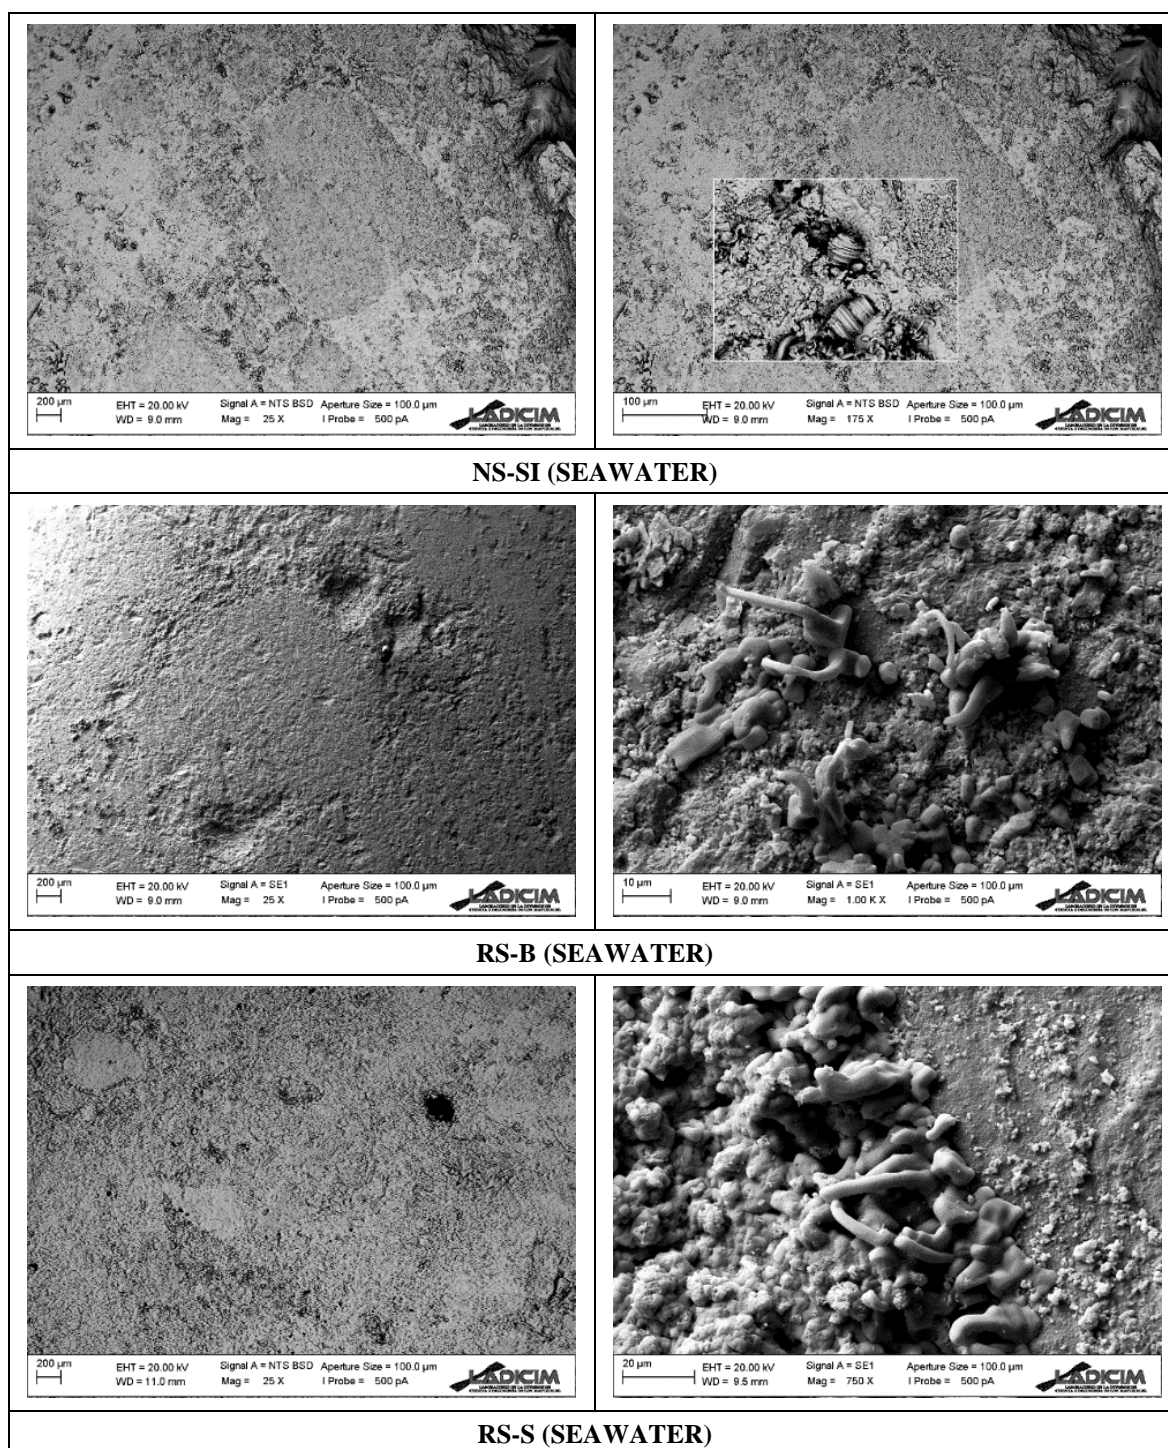 200 µm
EHT = 20.00 kV Signal A = NTS BSD Aperture Size = 100.0 µm
WD = 9.0 mm Mag = 25 X I Probe = 500 pA
LADICIM
100 µm
EHT = 20.00 kV Signal A = NTS BSD Aperture Size = 100.0 µm
WD = 9.0 mm Mag = 175 X I Probe = 500 pA
LADICIM
NS-SI (SEAWATER)
200 µm
EHT = 20.00 kV Signal A = SE1 Aperture Size = 100.0 µm
WD = 9.0 mm Mag = 25 X I Probe = 500 pA
LADICIM
10 µm
EHT = 20.00 kV Signal A = SE1 Aperture Size = 100.0 µm
WD = 9.0 mm Mag = 1.00 K X I Probe = 500 pA
LADICIM
RS-B (SEAWATER)
200 µm
EHT = 20.00 kV Signal A = NTS BSD Aperture Size = 100.0 µm
WD = 11.0 mm Mag = 25 X I Probe = 500 pA
LADICIM
20 µm
EHT = 20.00 kV Signal A = SE1 Aperture Size = 100.0 µm
WD = 9.5 mm Mag = 750 X I Probe = 500 pA
LADICIM
RS-S (SEAWATER)